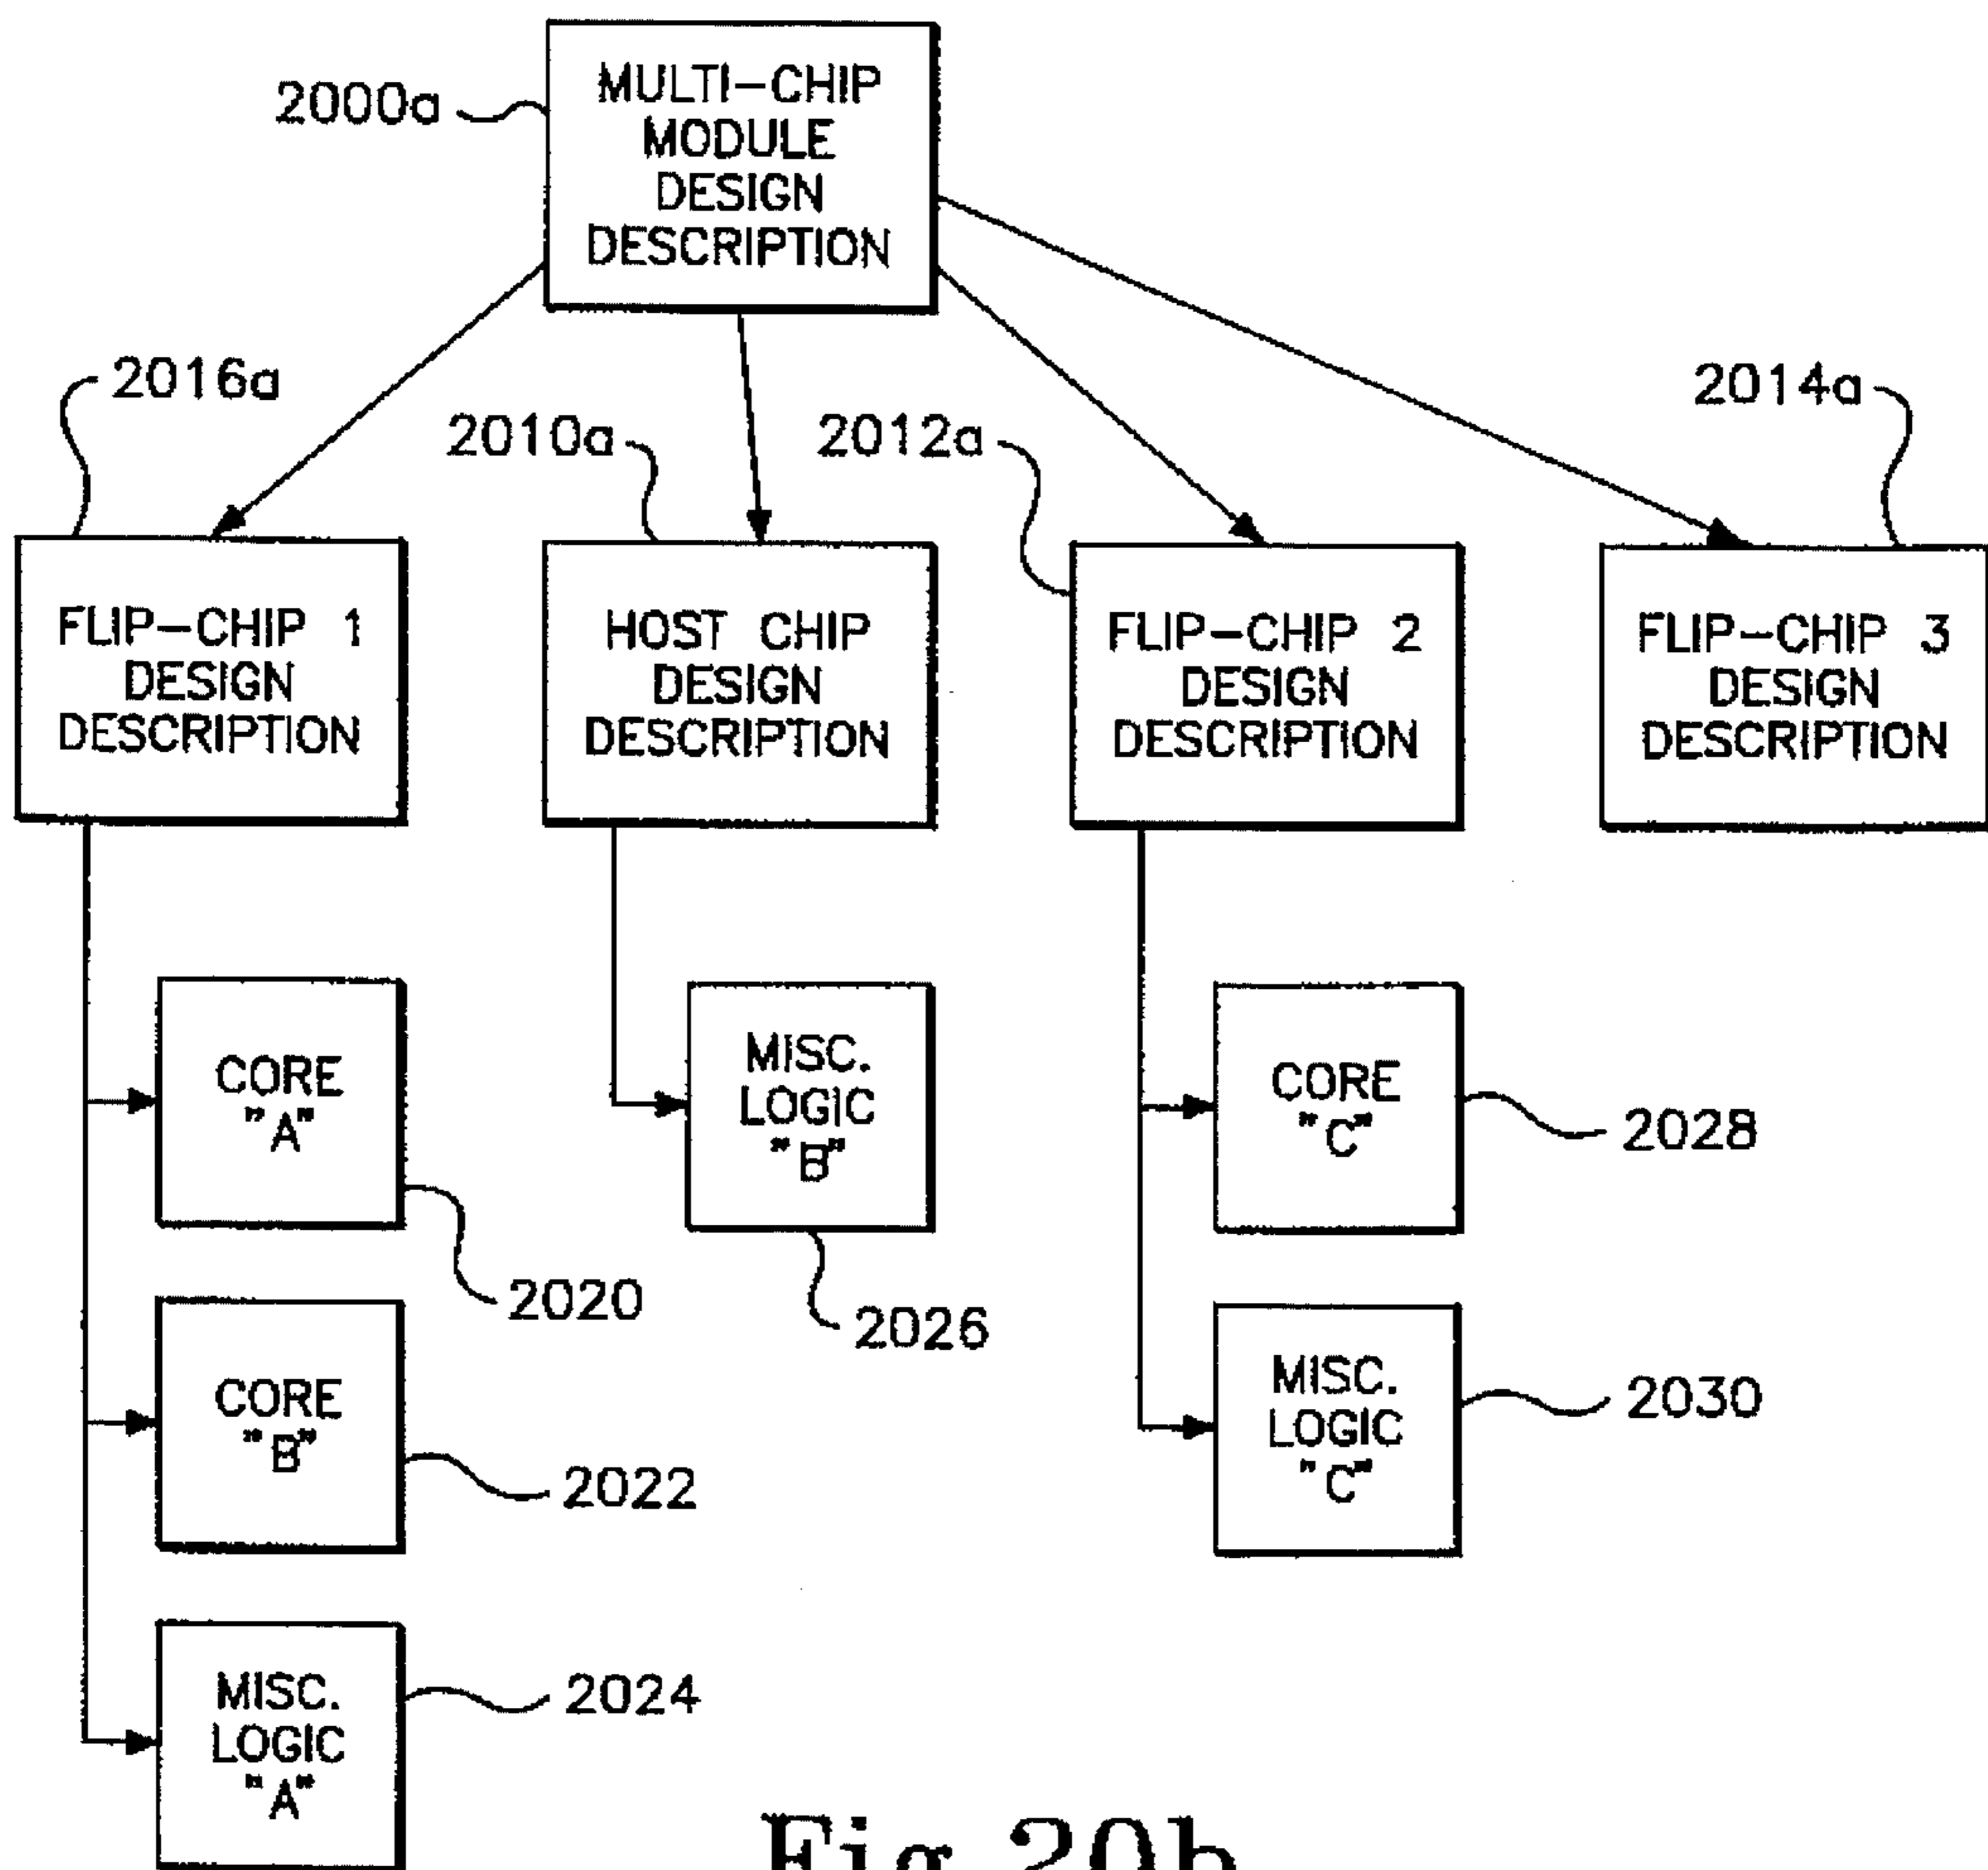 2000a
MULTI-CHIP
MODULE
DESIGN
DESCRIPTION
2016a
2010a
2012a
2014a
FLIP-CHIP 1
DESIGN
DESCRIPTION
HOST CHIP
DESIGN
DESCRIPTION
FLIP-CHIP 2
DESIGN
DESCRIPTION
FLIP-CHIP 3
DESIGN
DESCRIPTION
CORE
"A"
2020
MISC.
LOGIC
"B"
2026
CORE
"C"
2028
CORE
"B"
2022
MISC.
LOGIC
"C"
2030
MISC.
LOGIC
"A"
2024
Fig 20b